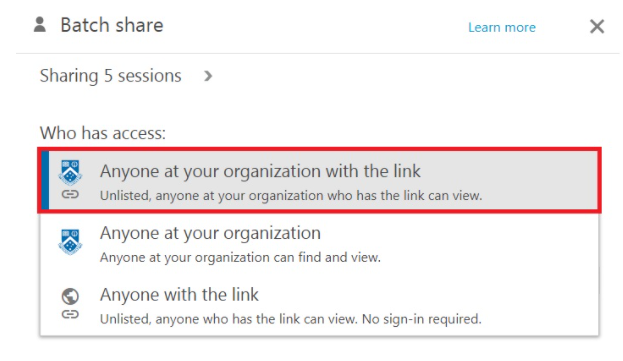 Batch share
Learn more
Sharing 5 sessions
Who has access:
Anyone at your organization with the link
Unlisted, anyone at your organization who has the link can view.
Anyone at your organization
Anyone at your organization can find and view.
Anyone with the link
Unlisted, anyone who has the link can view. No sign-in required.